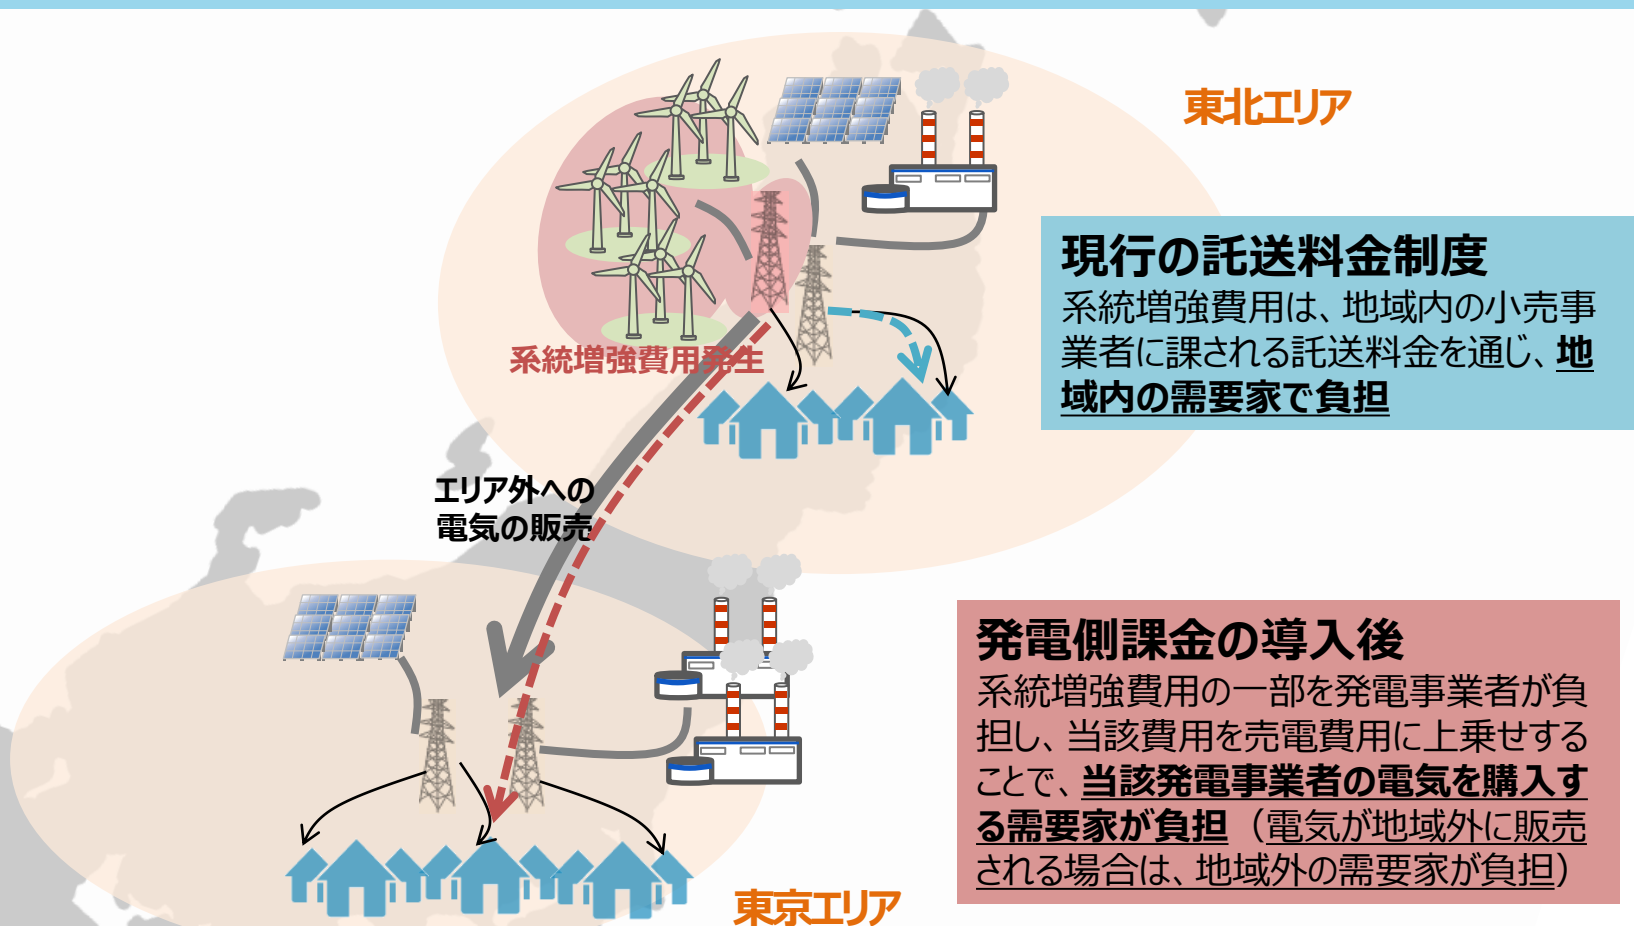 東北エリア
現行の託送料金制度
系統増強費用は、地域内の小売事
業者に課される託送料金を通じ、地
域内の需要家で負担
系統増強費用発生
エリア外への
電気の販売
発電側課金の導入後
系統増強費用の一部を発電事業者が負
担し、当該費用を売電費用に上乗せする
ことで、当該発電事業者の電気を購入す
る需要家が負担（電気が地域外に販売
される場合は、地域外の需要家が負担）
東京エリア